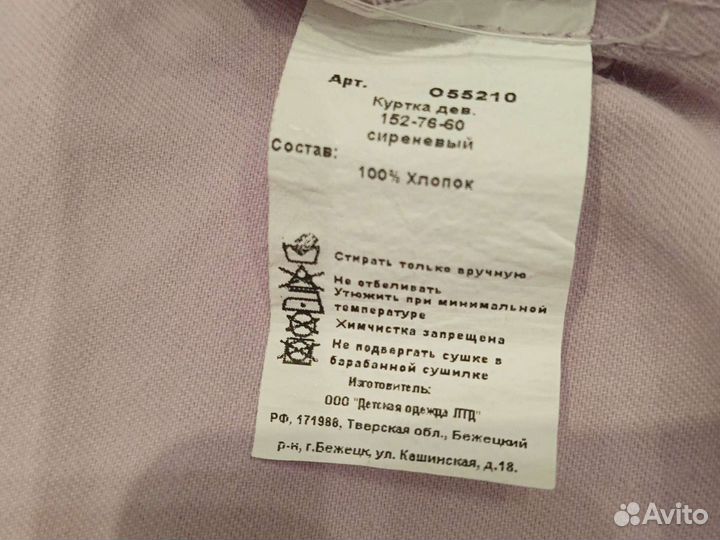 Арт. О55210
Куртка дев.
152-76-60
сиреневый
Состав:
100% Хлопок
Стирать только вручную
Не отбеливать
Утюжить при минимальной
температуре
Химчистка запрещена
Не подвергать сушке в
барабанной сушилке
Изготовитель:
ООО "Детская одежда ЛТД"
РФ, 171988, Тверская обл., Бежецкий
р-н, г.Бежецк, ул. Кашинская, д.18.
Avito